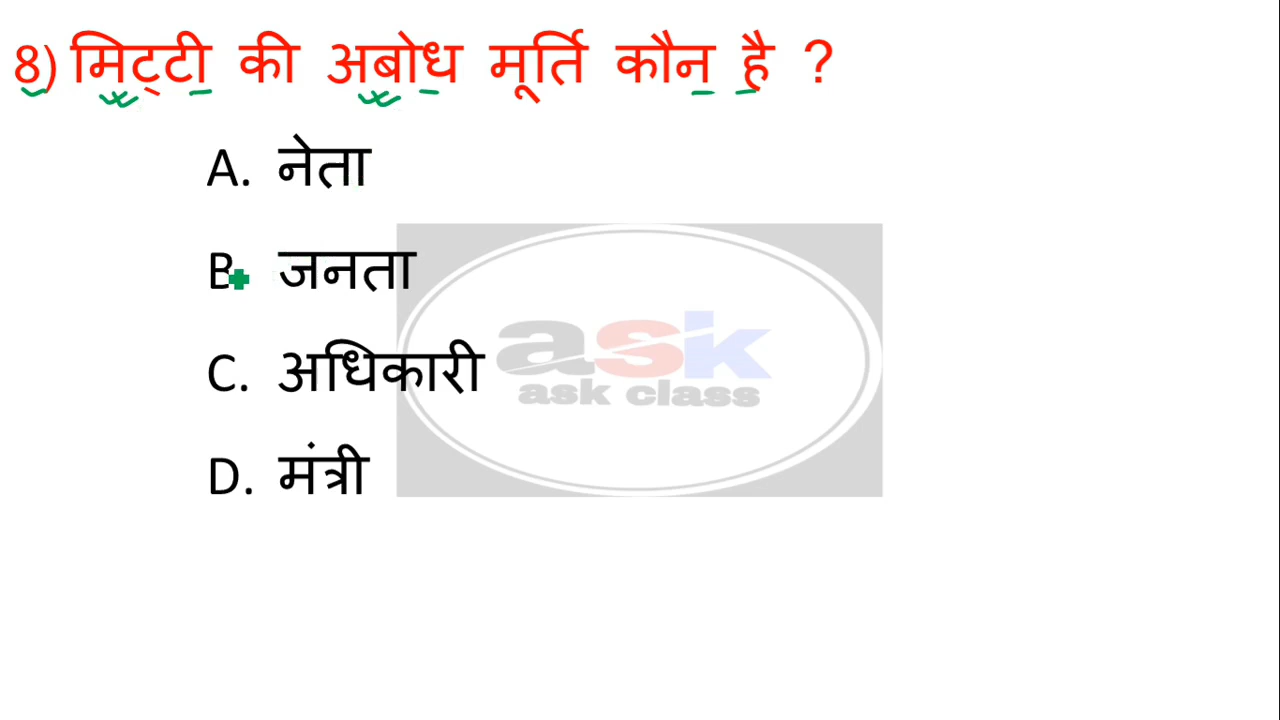 8) मिट्टी की अबोध मूर्ति कौन है ?
A. नेता
B. जनता
C. अधिकारी
D. मंत्री
ask
ask class